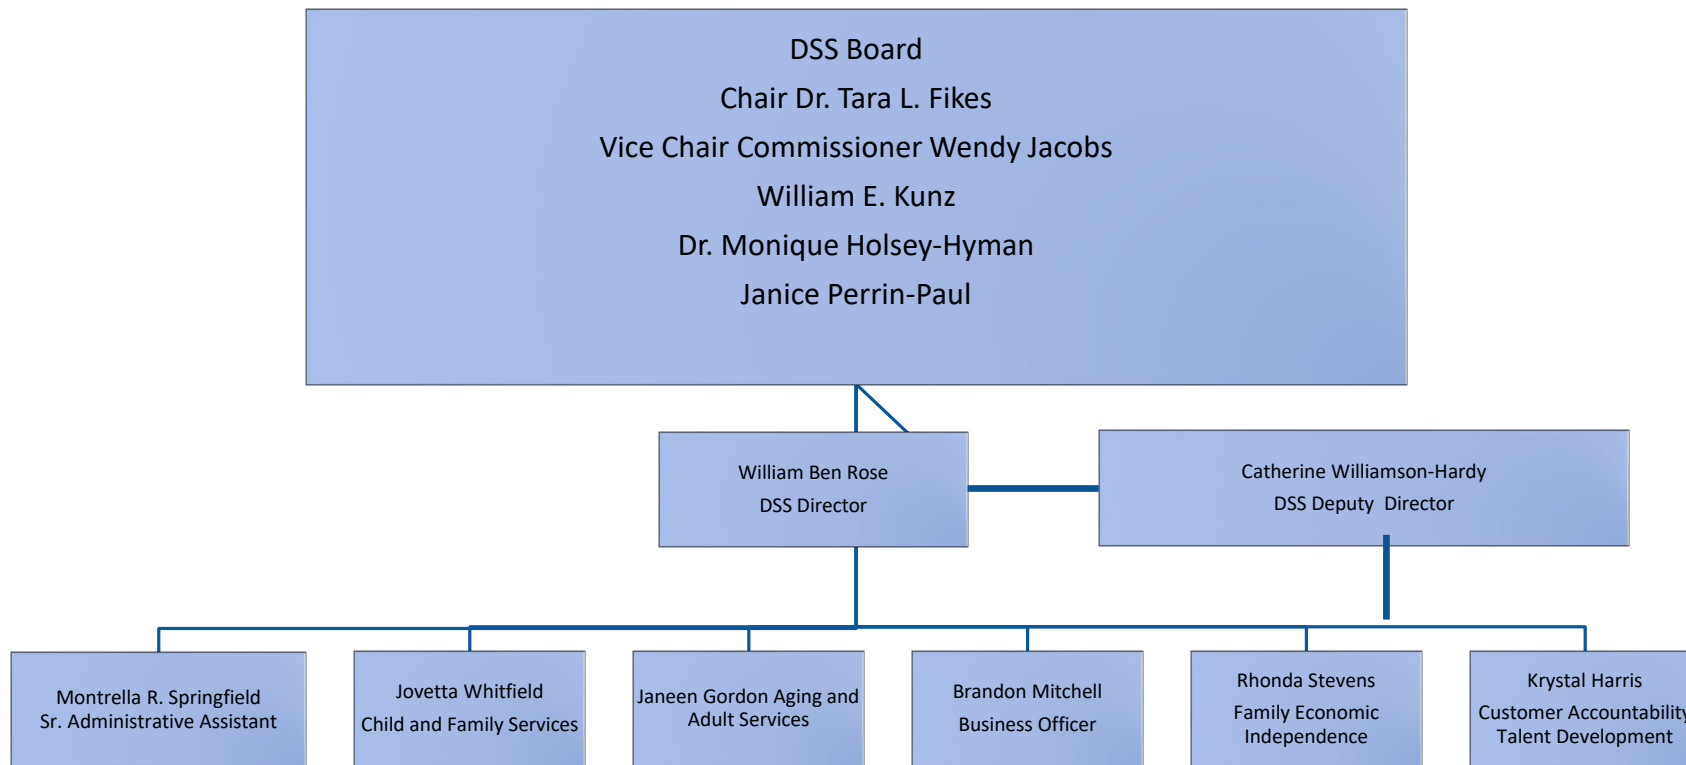 DSS Board
Chair Dr. Tara L. Fikes
Vice Chair Commissioner Wendy Jacobs
William E. Kunz
Dr. Monique Holsey-Hyman
Janice Perrin-Paul
William Ben Rose
DSS Director
Catherine Williamson-Hardy
DSS Deputy Director
Montrella R. Springfield
Sr. Administrative Assistant
Jovetta Whitfield
Child and Family Services
Janeen Gordon Aging and
Adult Services
Brandon Mitchell
Business Officer
Rhonda Stevens
Family Economic
Independence
Krystal Harris
Customer Accountability
Talent Development